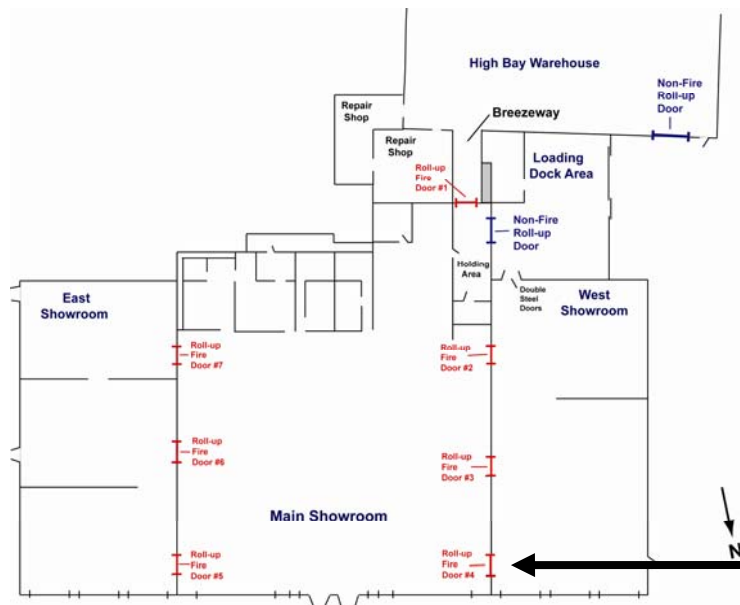 High Bay Warehouse
Non-Fire
Roll-up
Door
Repair
Shop
Breezeway
Repair
Shop
Loading
Dock Area
Roll-up
Fire
Door #1
Non-Fire
Roll-up
Door
Holding
Area
East
Showroom
Double
Steel
Doors
West
Showroom
Roll-up
Fire
Door #7
Roll-up
Fire
Door #2
Roll-up
Fire
Door #6
Roll-up
Fire
Door #3
Main Showroom
N
Roll-up
Fire
Door #5
Roll-up
Fire
Door #4